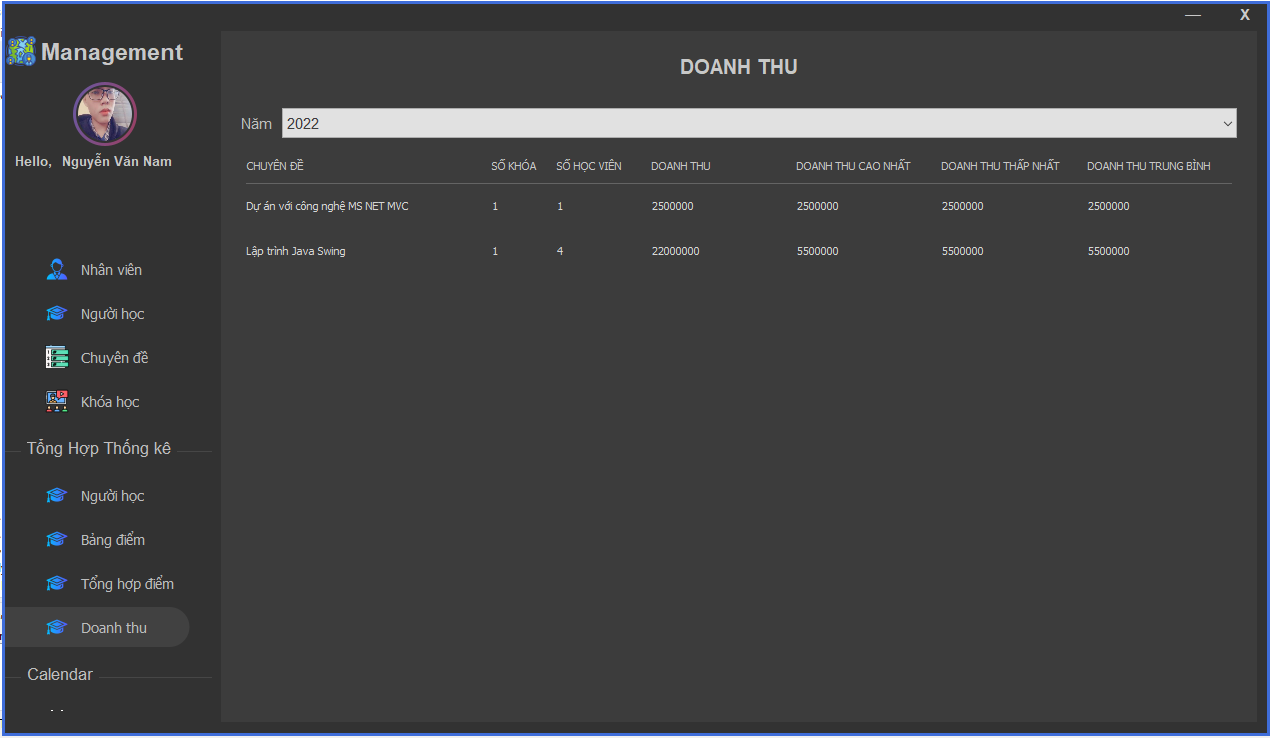 — X
Management
Hello, Nguyễn Văn Nam
Nhân viên
Người học
Chuyên đề
Khóa học
Tổng Hợp Thống kê
Người học
Bảng điểm
Tổng hợp điểm
Doanh thu
Calendar
DOANH THU
Năm 2022
CHUYÊN ĐỀ SỐ KHÓA SỐ HỌC VIÊN DOANH THU DOANH THU CAO NHẤT DOANH THU THẤP NHẤT DOANH THU TRUNG BÌNH
Dự án với công nghệ MS NET MVC 1 1 2500000 2500000 2500000 2500000
Lập trình Java Swing 1 4 22000000 5500000 5500000 5500000